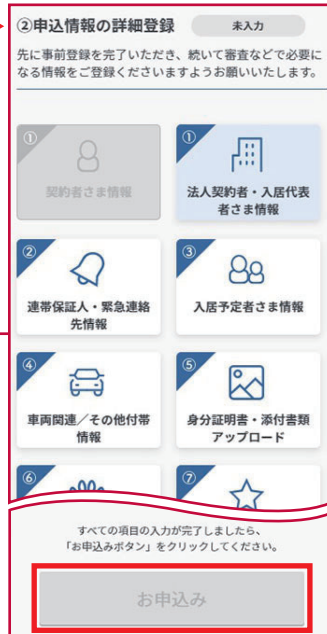 ②申込情報の詳細登録
未入力
先に事前登録を完了いただき、続いて審査などで必要に
なる情報をご登録くださいますようお願いいたします。
①
契約者さま情報
①
法人契約者・入居代表
者さま情報
②
連帯保証人・緊急連絡
先情報
③
入居予定者さま情報
④
車両関連／その他付帯
情報
⑤
身分証明書・添付書類
アップロード
⑥
⑦
すべての項目の入力が完了しましたら、
「お申込みボタン」をクリックしてください。
お申込み